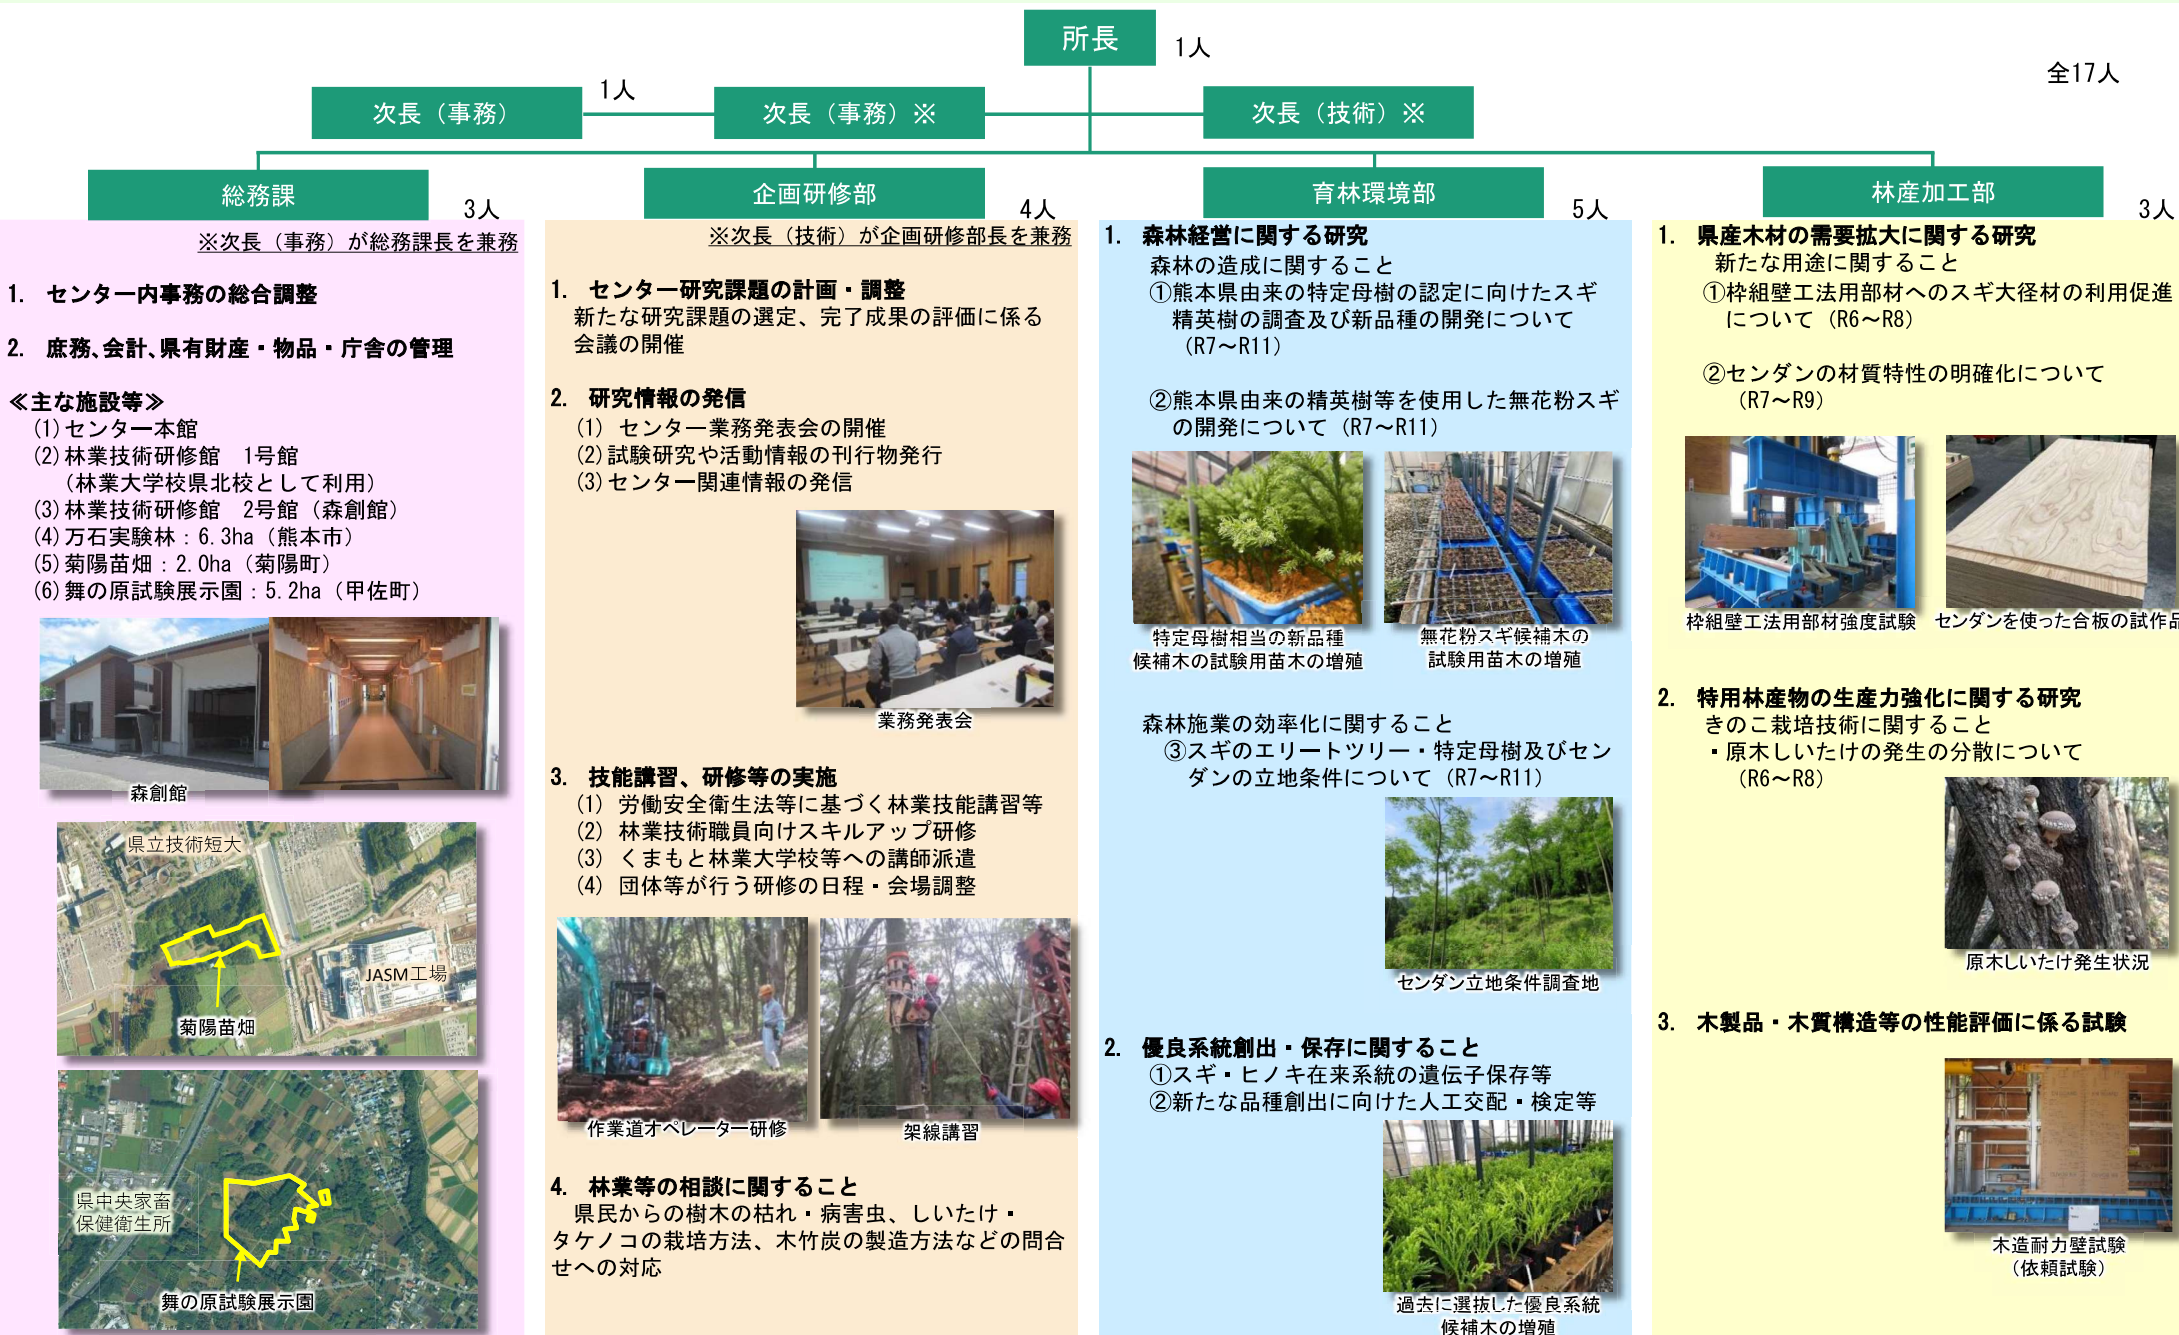 所長
1人
全17人
次長（事務）
1人
次長（事務）※
次長（技術）※
総務課
3人
※次長（事務）が総務課長を兼務
1. センター内事務の総合調整
2. 庶務、会計、県有財産・物品・庁舎の管理
≪主な施設等≫
(1)センター本館
(2)林業技術研修館　1号館
（林業大学校県北校として利用）
(3)林業技術研修館　2号館（森創館）
(4)万石実験林：6.3ha（熊本市）
(5)菊陽苗畑：2.0ha（菊陽町）
(6)舞の原試験展示園：5.2ha（甲佐町）
森創館
県立技術短大
JASM工場
菊陽苗畑
県中央家畜
保健衛生所
舞の原試験展示園
企画研修部
4人
※次長（技術）が企画研修部長を兼務
1. センター研究課題の計画・調整
新たな研究課題の選定、完了成果の評価に係る
会議の開催
2. 研究情報の発信
(1) センター業務発表会の開催
(2)試験研究や活動情報の刊行物発行
(3)センター関連情報の発信
業務発表会
3. 技能講習、研修等の実施
(1) 労働安全衛生法等に基づく林業技能講習等
(2) 林業技術職員向けスキルアップ研修
(3) くまもと林業大学校等への講師派遣
(4) 団体等が行う研修の日程・会場調整
作業道オペレーター研修
架線講習
4. 林業等の相談に関すること
県民からの樹木の枯れ・病害虫、しいたけ・
タケノコの栽培方法、木竹炭の製造方法などの問合
せへの対応
育林環境部
5人
1. 森林経営に関する研究
森林の造成に関すること
①熊本県由来の特定母樹の認定に向けたスギ
精英樹の調査及び新品種の開発について
（R7～R11）
②熊本県由来の精英樹等を使用した無花粉スギ
の開発について（R7～R11）
特定母樹相当の新品種
候補木の試験用苗木の増殖
無花粉スギ候補木の
試験用苗木の増殖
森林施業の効率化に関すること
③スギのエリートツリー・特定母樹及びセン
ダンの立地条件について（R7～R11）
センダン立地条件調査地
2. 優良系統創出・保存に関すること
①スギ・ヒノキ在来系統の遺伝子保存等
②新たな品種創出に向けた人工交配・検定等
過去に選抜した優良系統
候補木の増殖
林産加工部
3人
1. 県産木材の需要拡大に関する研究
新たな用途に関すること
①枠組壁工法用部材へのスギ大径材の利用促進
について（R6～R8）
②センダンの材質特性の明確化について
（R7～R9）
枠組壁工法用部材強度試験
センダンを使った合板の試作品
2. 特用林産物の生産力強化に関する研究
きのこ栽培技術に関すること
・原木しいたけの発生の分散について
（R6～R8）
原木しいたけ発生状況
3. 木製品・木質構造等の性能評価に係る試験
木造耐力壁試験
（依頼試験）